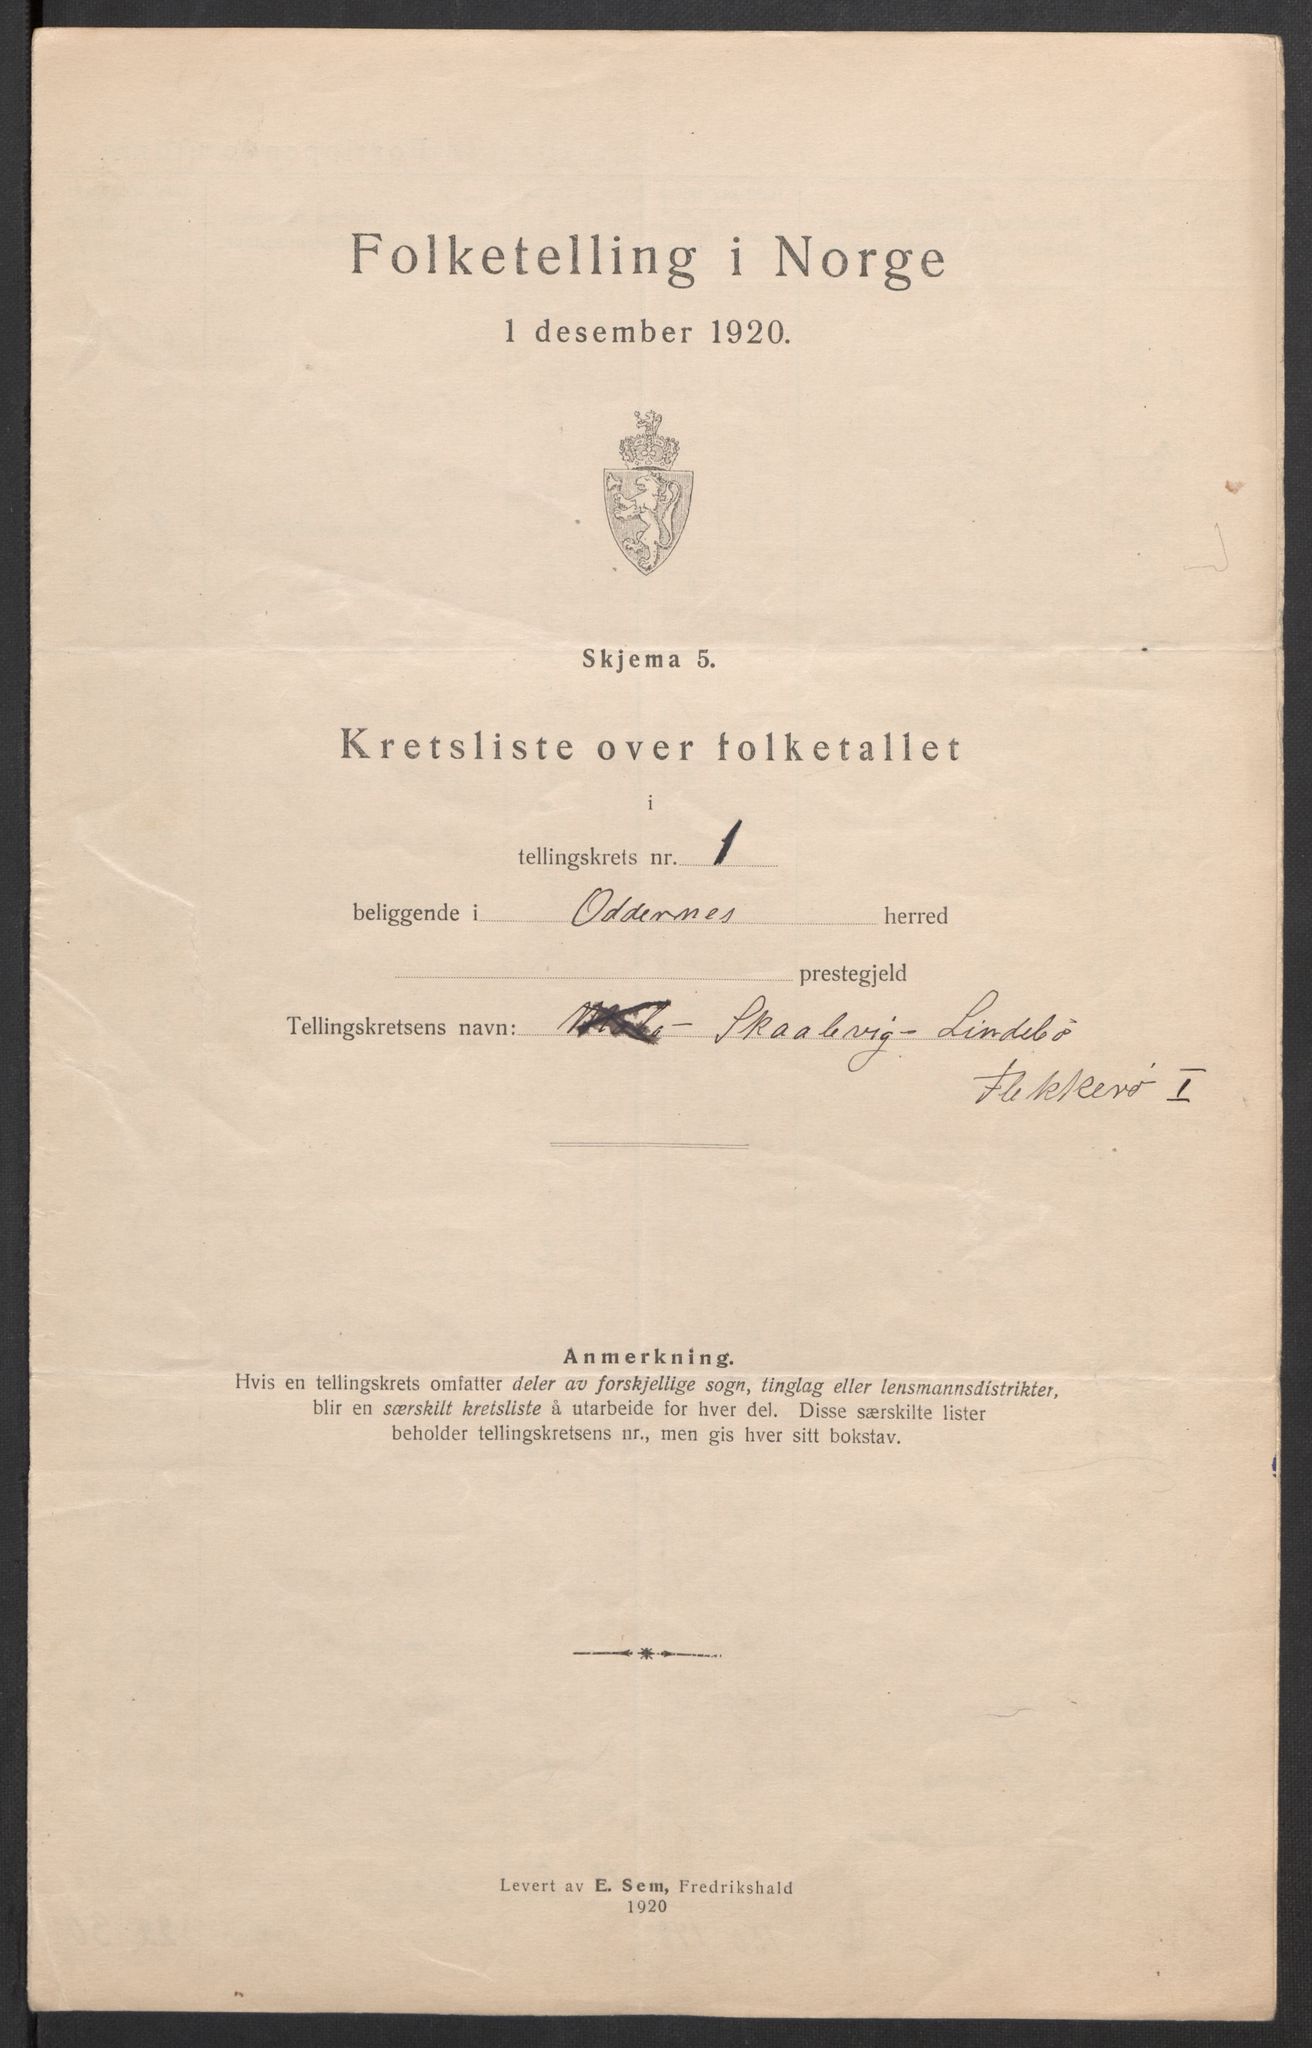 Folketelling i Norge
1 desember 1920.
Skjema 5.
Kretsliste over folketallet
i
tellingskrets nr. 1
beliggende i Oddernes herred
prestegjeld
Tellingskretsens navn: - Skaalevig - Lindebö
Flekkerö I
Anmerkning.
Hvis en tellingskrets omfatter deler av forskjellige sogn, tinglag eller lensmannsdistrikter,
blir en særskilt kretsliste å utarbeide for hver del. Disse særskilte lister
beholder tellingskretsens nr., men gis hver sitt bokstav.
Levert av E. Sem, Fredrikshald
1920